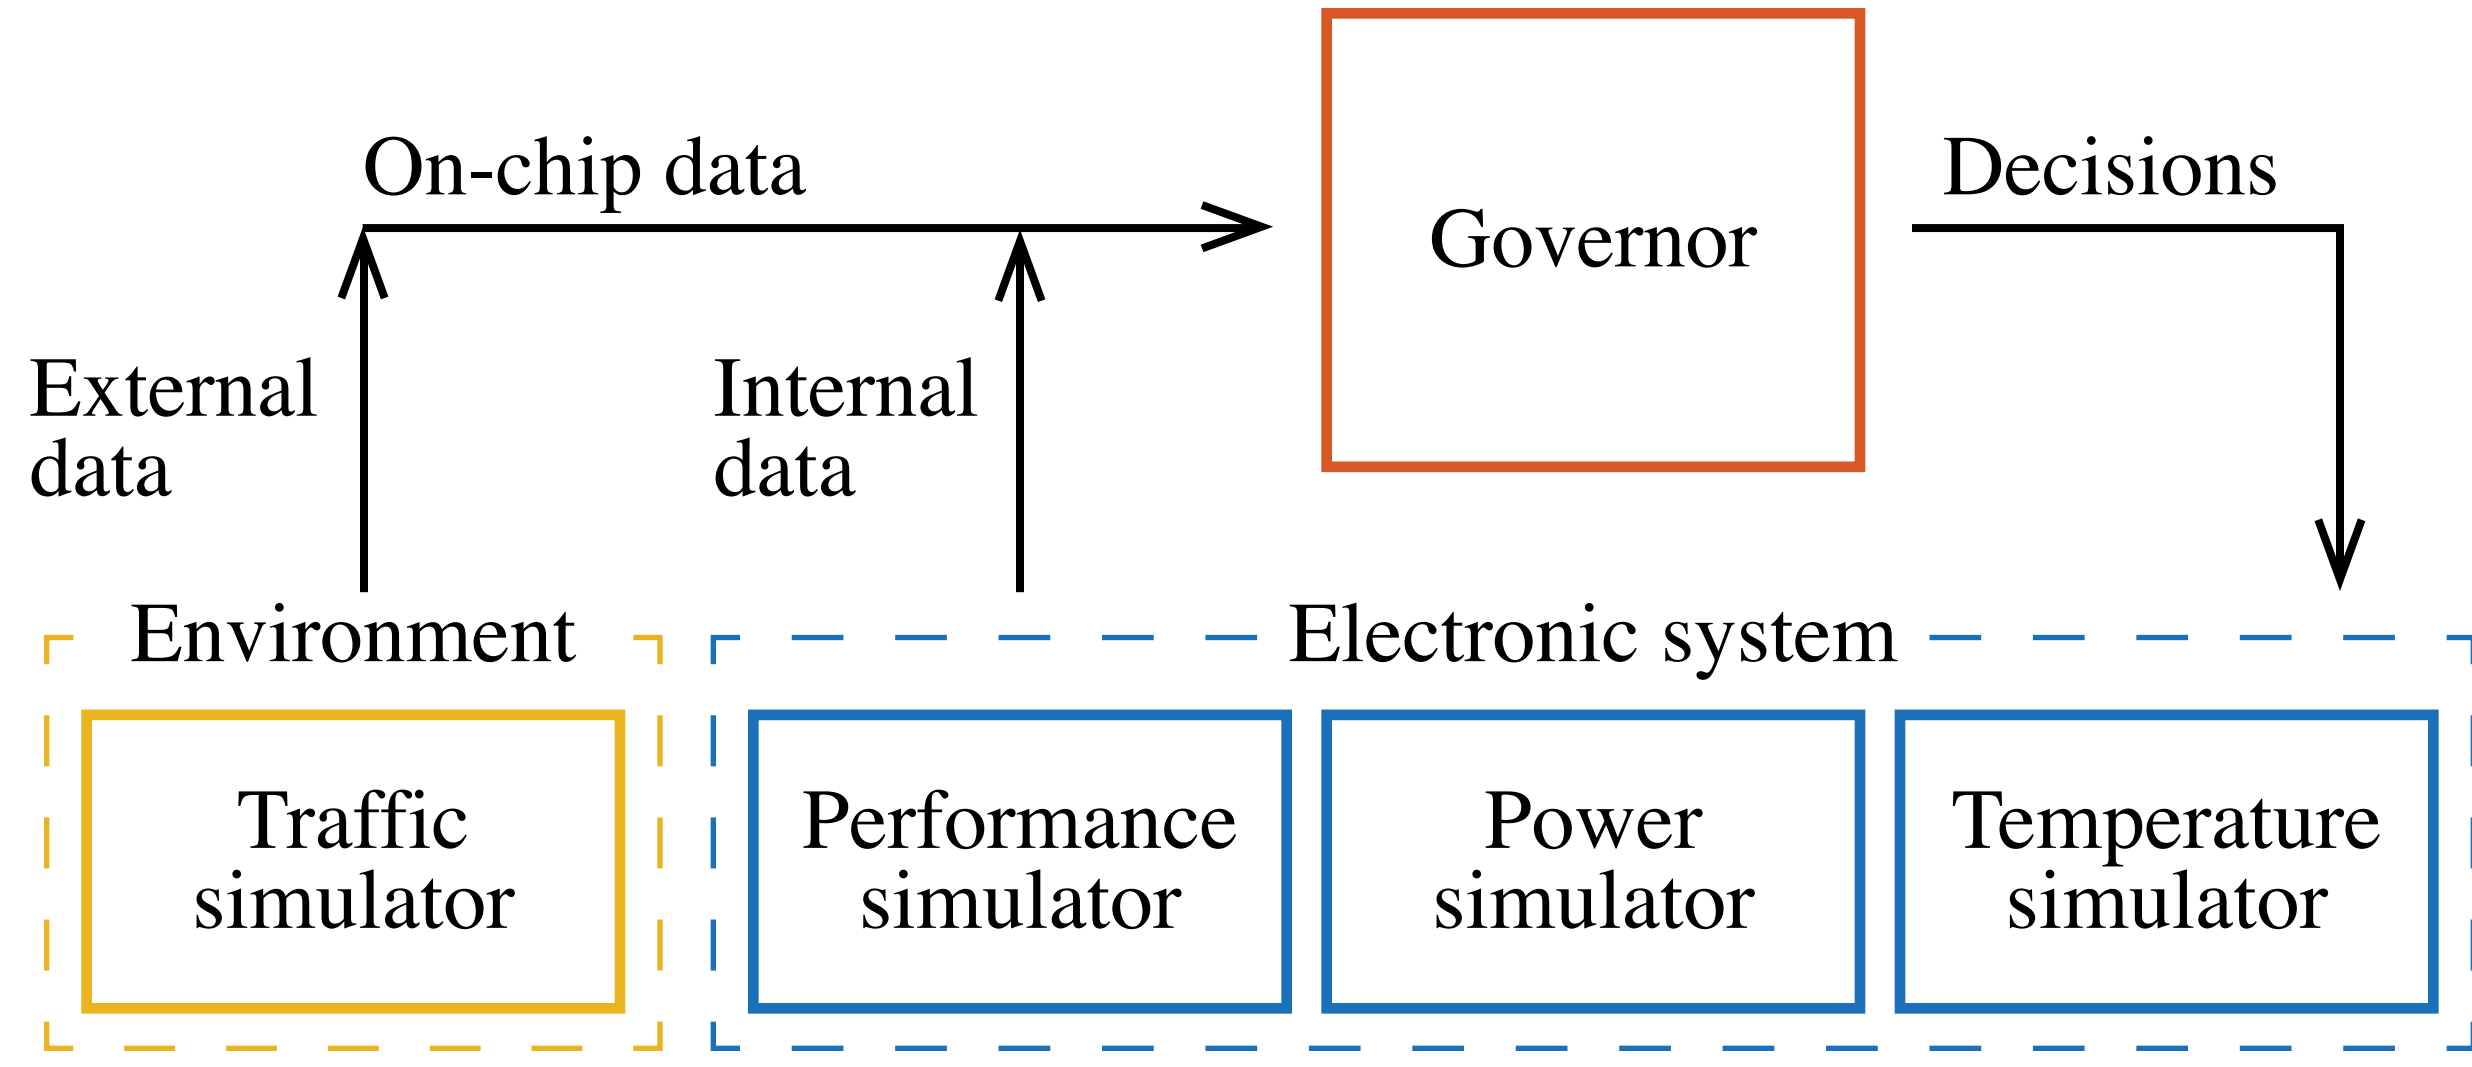 On-chip data
Decisions
Governor
External
data
Internal
data
Environment
Electronic system
Traffic
simulator
Performance
simulator
Power
simulator
Temperature
simulator